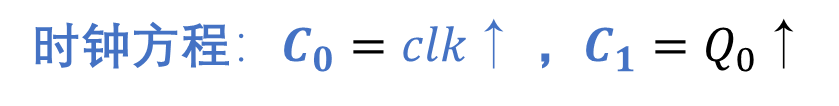 时钟方程：C₀ = clk ↑ ，C₁ = Q₀ ↑